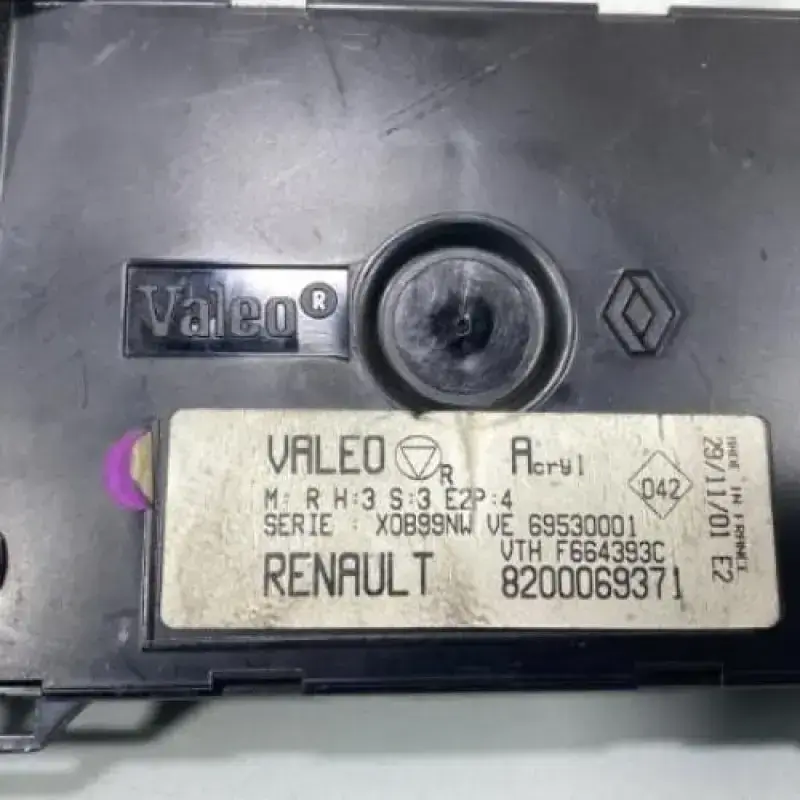 Valeo®
VALEO R Acryl
M: R H:3 S:3 E2P:4
SERIE : X0B99NW VE 69530001
VTH F664393C
RENAULT 8200069371
D42
MADE IN FRANCE
29/11/01 E2